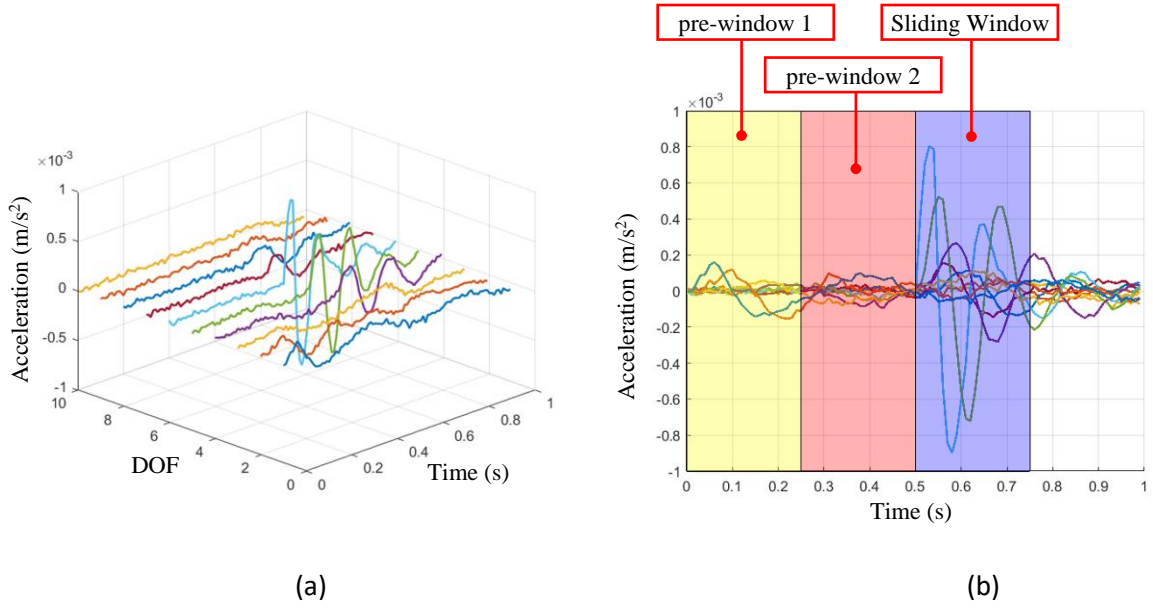 pre-window 1
Sliding Window
pre-window 2
×10⁻³
Acceleration (m/s²)
1
0.5
0
-0.5
-1
10
8
6
4
2
0
DOF
0
0.2
0.4
0.6
0.8
1
Time (s)
(a)
×10⁻³
Acceleration (m/s²)
1
0.8
0.6
0.4
0.2
0
-0.2
-0.4
-0.6
-0.8
-1
0 0.1 0.2 0.3 0.4 0.5 0.6 0.7 0.8 0.9 1
Time (s)
(b)